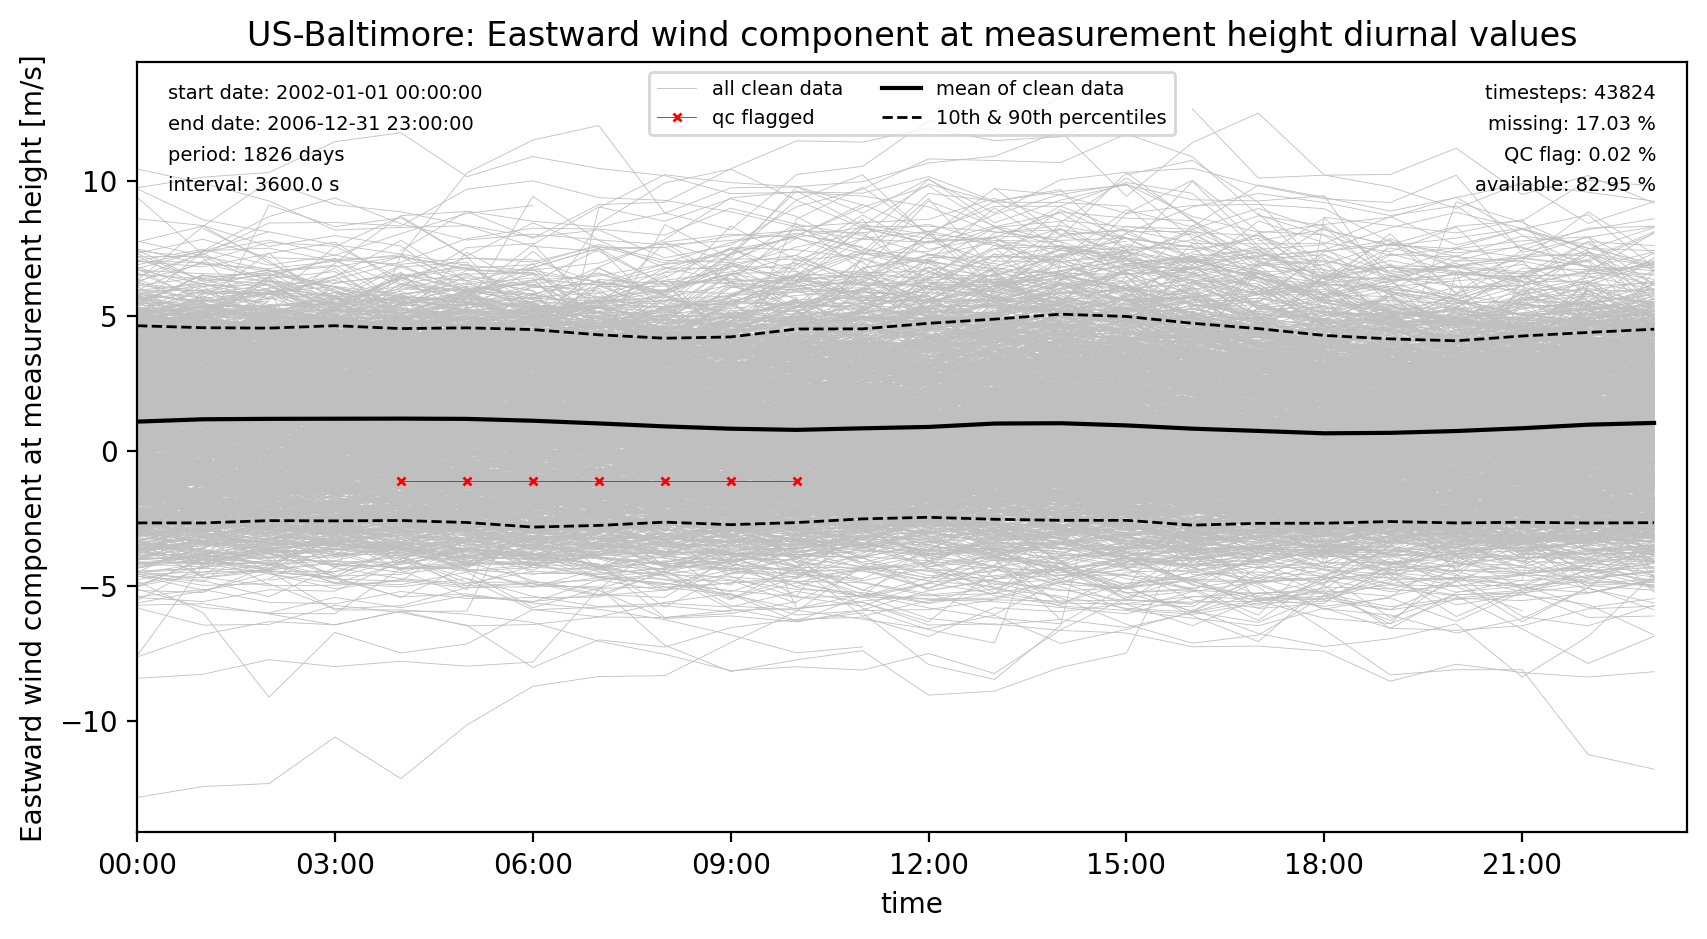 US-Baltimore: Eastward wind component at measurement height diurnal values
start date: 2002-01-01 00:00:00
end date: 2006-12-31 23:00:00
period: 1826 days
interval: 3600.0 s
all clean data
qc flagged
mean of clean data
10th & 90th percentiles
timesteps: 43824
missing: 17.03 %
QC flag: 0.02 %
available: 82.95 %
Eastward wind component at measurement height [m/s]
10
5
0
−5
−10
00:00 03:00 06:00 09:00 12:00 15:00 18:00 21:00
time